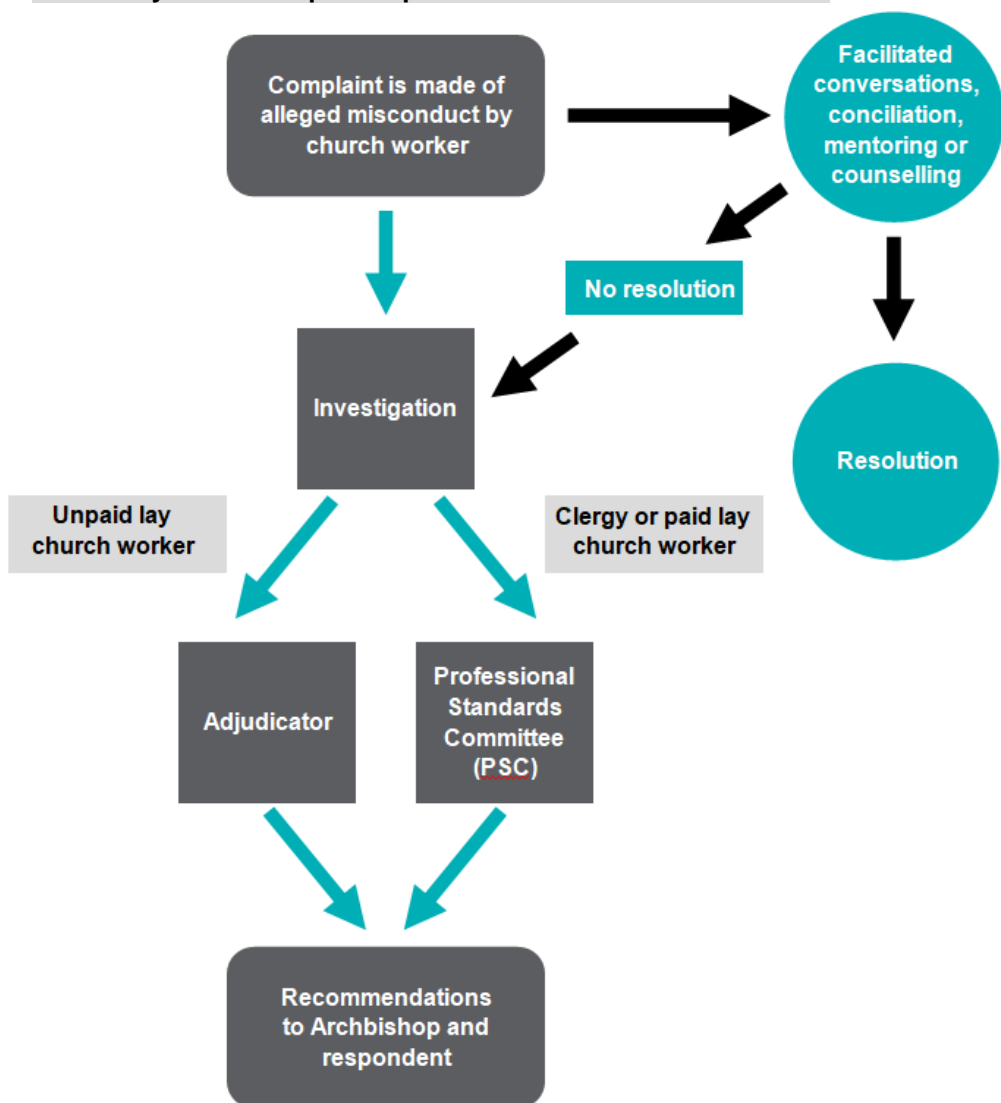 Complaint is made of
alleged misconduct by
church worker
Facilitated
conversations,
conciliation,
mentoring or
counselling
No resolution
Investigation
Resolution
Unpaid lay
church worker
Clergy or paid lay
church worker
Adjudicator
Professional
Standards
Committee
(PSC)
Recommendations
to Archbishop and
respondent